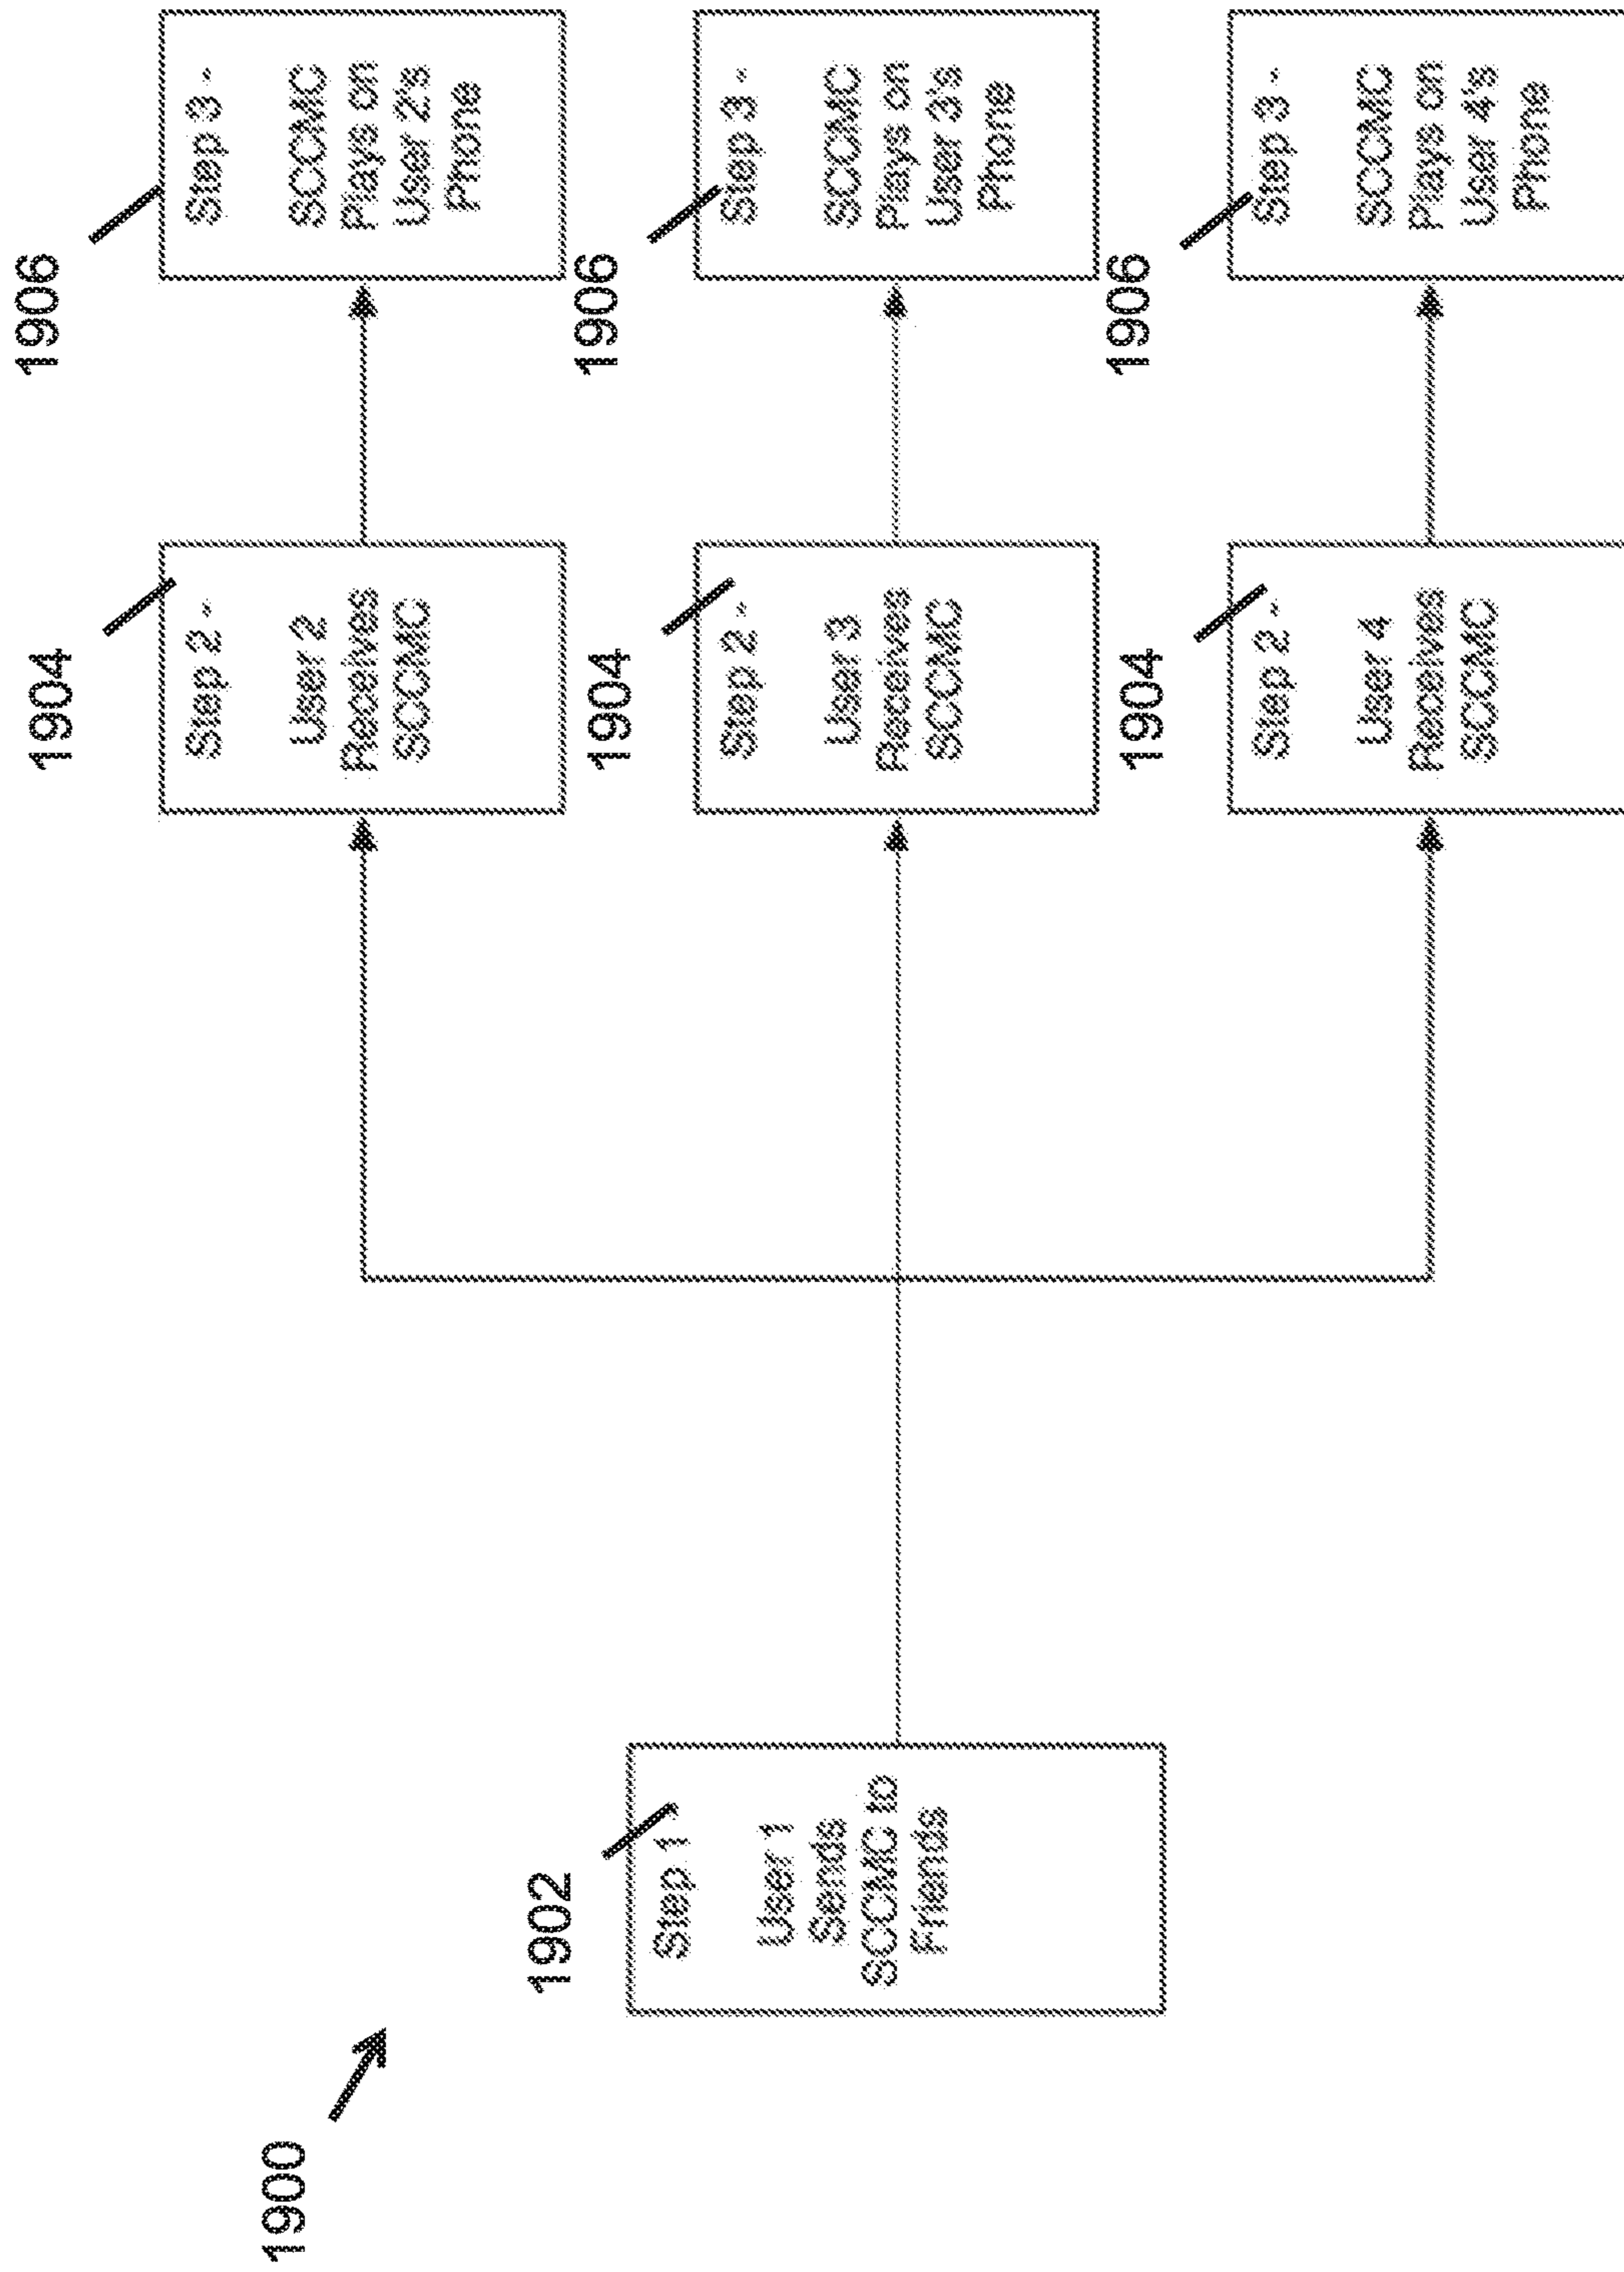 1900
1902
Step 1
User 1
Sends
SCCMC to
Friends
1904
Step 2 -
User 2
Receives
SCCMC
1906
Step 3 -
SCCMC
Plays on
User 2's
Phone
1904
Step 2 -
User 3
Receives
SCCMC
1906
Step 3 -
SCCMC
Plays on
User 3's
Phone
1904
Step 2 -
User 4
Receives
SCCMC
1906
Step 3 -
SCCMC
Plays on
User 4's
Phone